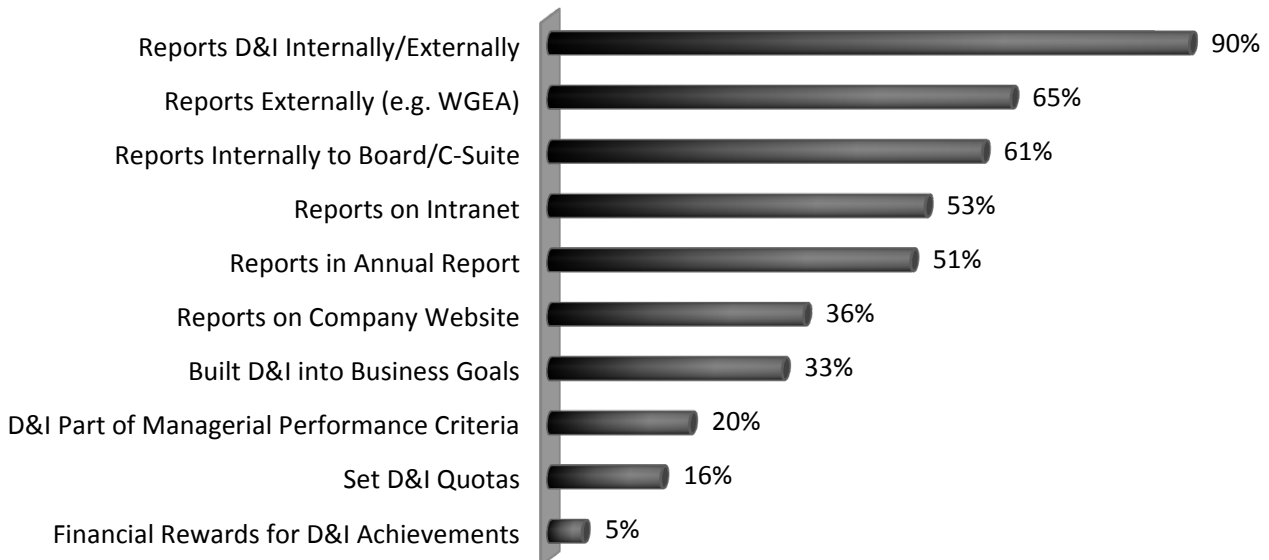 Reports D&I Internally/Externally 90%
Reports Externally (e.g. WGEA) 65%
Reports Internally to Board/C-Suite 61%
Reports on Intranet 53%
Reports in Annual Report 51%
Reports on Company Website 36%
Built D&I into Business Goals 33%
D&I Part of Managerial Performance Criteria 20%
Set D&I Quotas 16%
Financial Rewards for D&I Achievements 5%